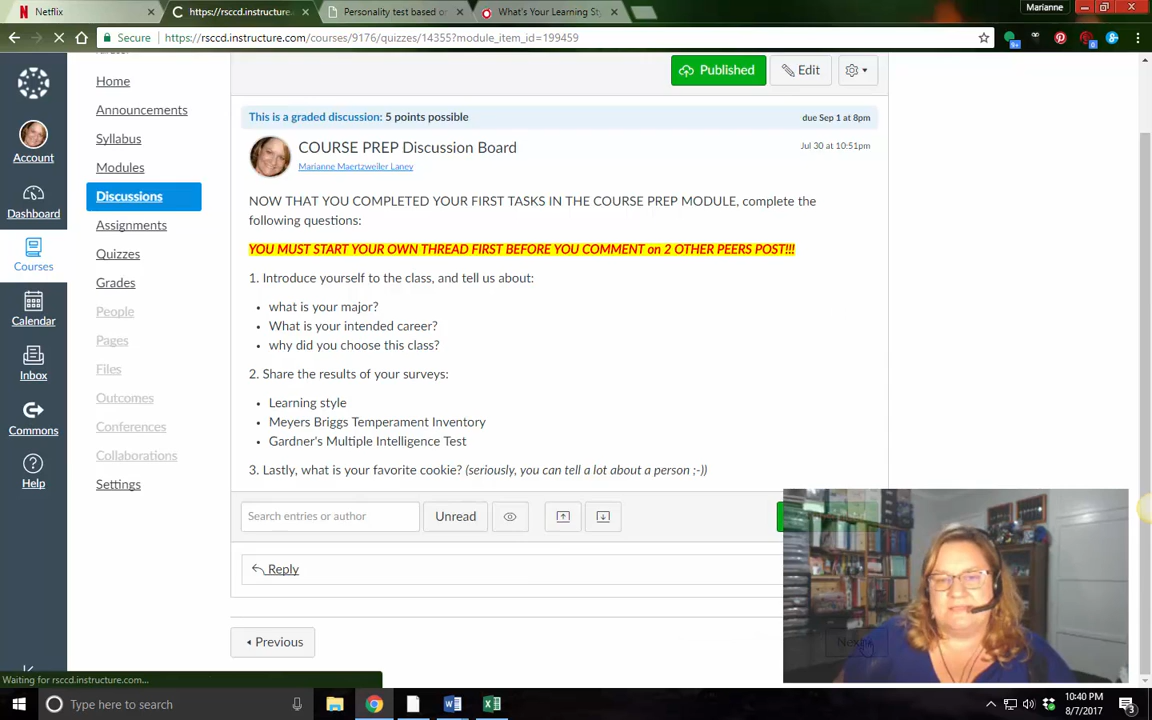 Netflix
https://rsccd.instructure.
Personality test based on
What's Your Learning Sty
Marianne
Secure
https://rsccd.instructure.com/courses/9176/quizzes/14355?module_item_id=199459
Account
Dashboard
Courses
Calendar
Inbox
Commons
Help
Home
Announcements
Syllabus
Modules
Discussions
Assignments
Quizzes
Grades
People
Pages
Files
Outcomes
Conferences
Collaborations
Settings
Published
Edit
This is a graded discussion: 5 points possible
due Sep 1 at 8pm
COURSE PREP Discussion Board
Jul 30 at 10:51pm
Marianne Maertzweiler Laney
NOW THAT YOU COMPLETED YOUR FIRST TASKS IN THE COURSE PREP MODULE, complete the
following questions:
YOU MUST START YOUR OWN THREAD FIRST BEFORE YOU COMMENT on 2 OTHER PEERS POST!!!
1. Introduce yourself to the class, and tell us about:
• what is your major?
• What is your intended career?
• why did you choose this class?
2. Share the results of your surveys:
• Learning style
• Meyers Briggs Temperament Inventory
• Gardner's Multiple Intelligence Test
3. Lastly, what is your favorite cookie? (seriously, you can tell a lot about a person ;-))
Search entries or author
Unread
Reply
Previous
Next
Waiting for rsccd.instructure.com...
Type here to search
10:40 PM
8/7/2017
3